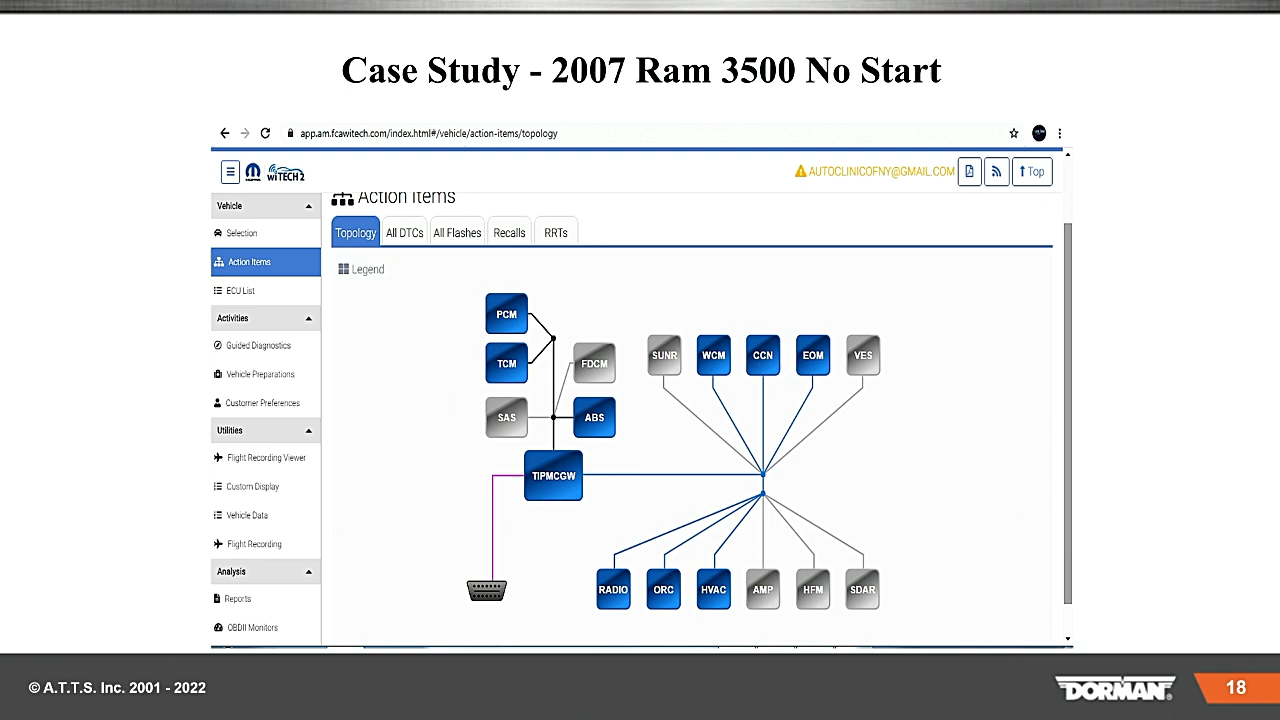 Case Study - 2007 Ram 3500 No Start
app.am.fcawitech.com/index.html#/vehicle/action-items/topology
wiTECH 2
AUTOCLINICOFNY@GMAIL.COM
Top
Action Items
Vehicle
Selection
Action Items
ECU List
Activities
Guided Diagnostics
Vehicle Preparations
Customer Preferences
Utilities
Flight Recording Viewer
Custom Display
Vehicle Data
Flight Recording
Analysis
Reports
OBDII Monitors
Topology All DTCs All Flashes Recalls RRTs
Legend
PCM
TCM
FDCM
SAS
ABS
TIPMCGW
SUNR WCM CCN EOM VES
RADIO ORC HVAC AMP HFM SDAR
© A.T.T.S. Inc. 2001 - 2022
DORMAN
18